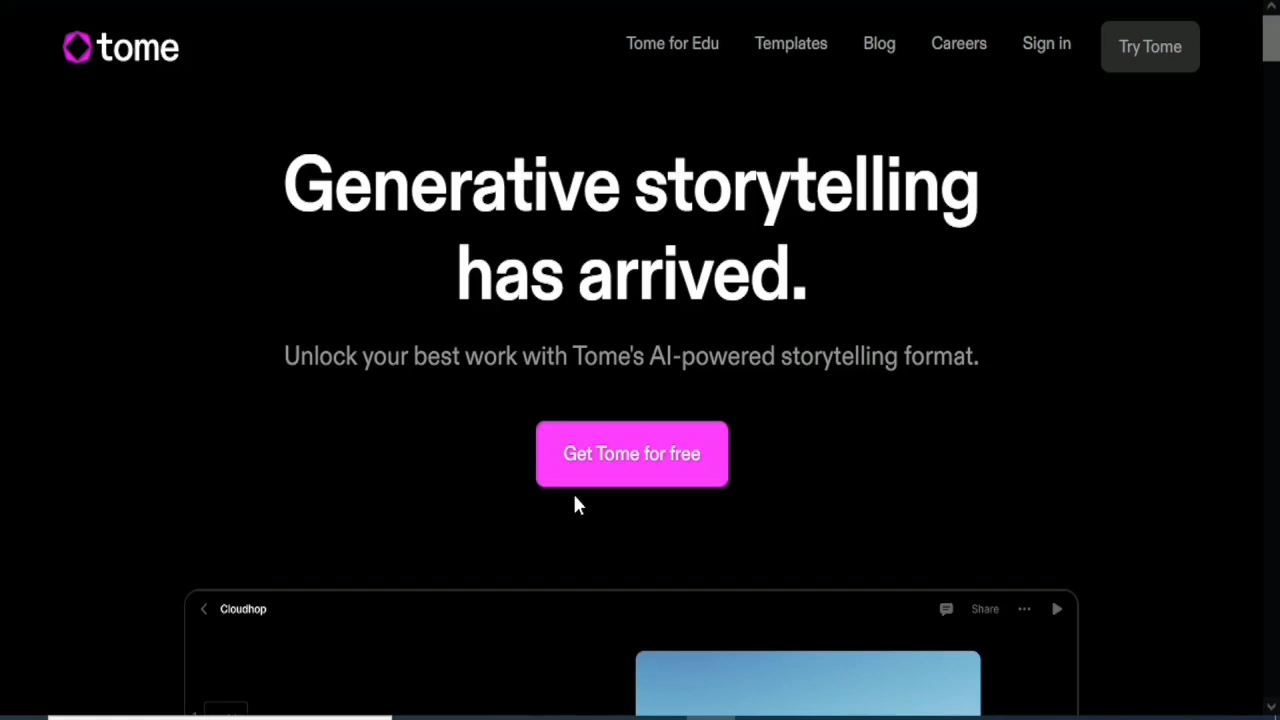 tome
Tome for Edu Templates Blog Careers Sign in Try Tome
Generative storytelling
has arrived.
Unlock your best work with Tome's AI-powered storytelling format.
Get Tome for free
Cloudhop Share